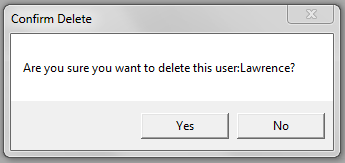 Confirm Delete
Are you sure you want to delete this user:Lawrence?
Yes No